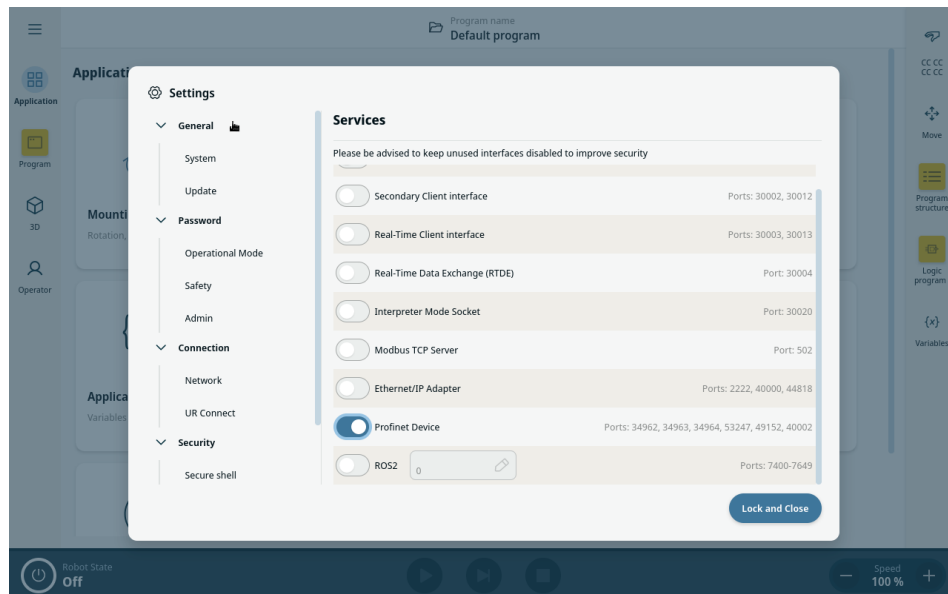 Program name
Default program
Applicati
Application
Program
3D
Operator
Mounti
Rotation,
Applica
Variables
Settings
General
System
Update
Password
Operational Mode
Safety
Admin
Connection
Network
UR Connect
Security
Secure shell
Services
Please be advised to keep unused interfaces disabled to improve security
Secondary Client interface
Ports: 30002, 30012
Real-Time Client interface
Ports: 30003, 30013
Real-Time Data Exchange (RTDE)
Port: 30004
Interpreter Mode Socket
Port: 30020
Modbus TCP Server
Port: 502
Ethernet/IP Adapter
Ports: 2222, 40000, 44818
Profinet Device
Ports: 34962, 34963, 34964, 53247, 49152, 40002
ROS2
0
Ports: 7400-7649
Lock and Close
CC CC
CC CC
Move
Program
structure
Logic
program
{x}
Variables
Robot State
Off
Speed
100 %